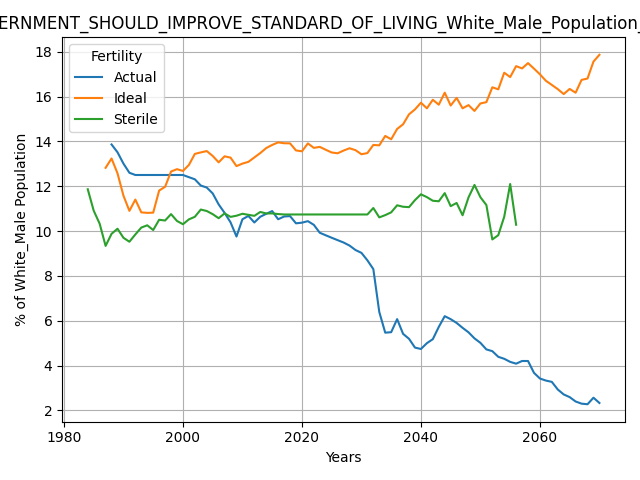 ERNMENT_SHOULD_IMPROVE_STANDARD_OF_LIVING_White_Male_Population_
Fertility
Actual
Ideal
Sterile
% of White_Male Population
18
16
14
12
10
8
6
4
2
1980
2000
2020
2040
2060
Years